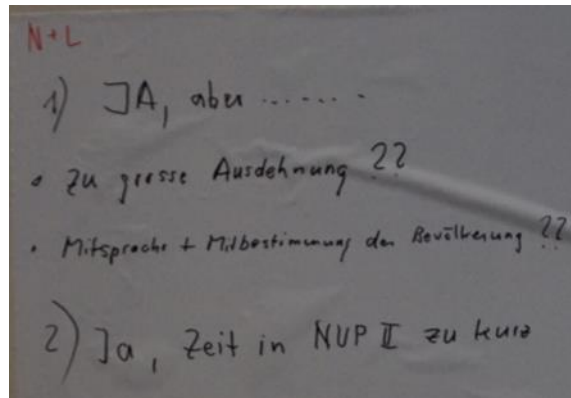 N+L
1) JA, aber .......
• zu grosse Ausdehnung ??
• Mitsprache + Mitbestimmung der Bevölkerung ??
2) Ja, Zeit in NUP II zu kurz